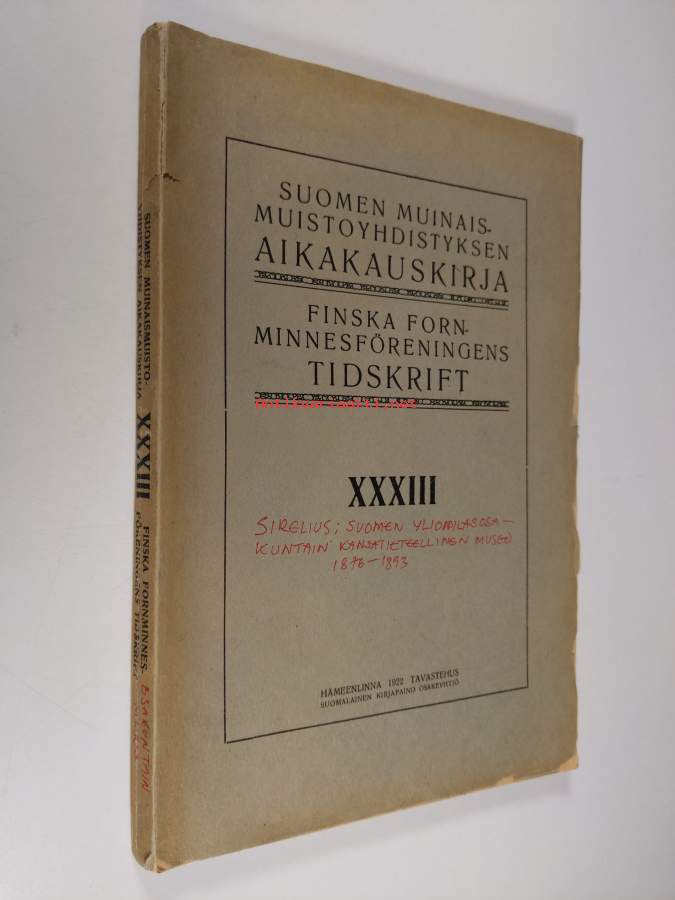 SUOMEN MUINAIS-
MUISTOYHDISTYKSEN
AIKAKAUSKIRJA
FINSKA FORN-
MINNESFÖRENINGENS
TIDSKRIFT
XXXIII
SIRELIUS; SUOMEN YLIOPPILASOSA-
KUNTAIN KANSATIETEELLINEN MUSEO
1876-1893
HÄMEENLINNA 1922 TAVASTEHUS
SUOMALAINEN KIRJAPAINO OSAKEYHTIÖ
SUOMEN MUINAISMUISTO-
YHDISTYKSEN AIKAKAUSKIRJA
XXXIII
FINSKA FORNMINNES-
FÖRENINGENS TIDSKRIFT
OSAKUNTAIN